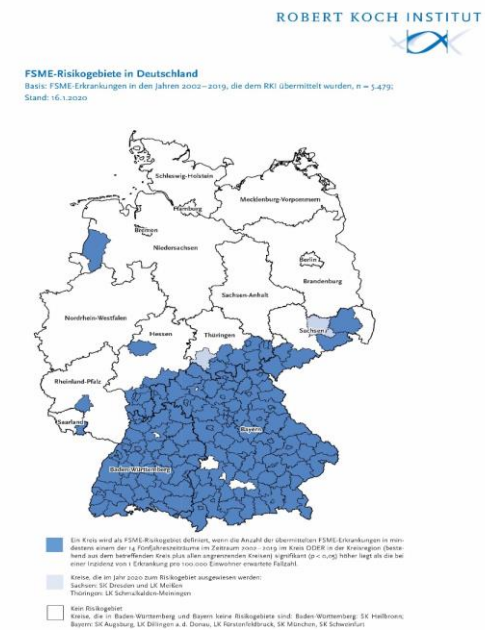 ROBERT KOCH INSTITUT
FSME-Risikogebiete in Deutschland
Basis: FSME-Erkrankungen in den Jahren 2002–2019, die dem RKI übermittelt wurden, n = 5.479;
Stand: 16.1.2020
Schleswig-Holstein
Mecklenburg-Vorpommern
Hamburg
Bremen
Niedersachsen
Berlin
Brandenburg
Sachsen-Anhalt
Nordrhein-Westfalen
Sachsen
Hessen
Thüringen
Rheinland-Pfalz
Saarland
Bayern
Baden-Württemberg
Ein Kreis wird als FSME-Risikogebiet definiert, wenn die Anzahl der übermittelten FSME-Erkrankungen in min-
destens einem der 14 Fünfjahreszeiträume im Zeitraum 2002–2019 im Kreis ODER in der Kreisregion (beste-
hend aus dem betreffenden Kreis plus allen angrenzenden Kreisen) signifikant (p < 0,05) höher liegt als die bei
einer Inzidenz von 1 Erkrankung pro 100.000 Einwohner erwartete Fallzahl.
Kreise, die im Jahr 2020 zum Risikogebiet ausgewiesen werden:
Sachsen: SK Dresden und LK Meißen
Thüringen: LK Schmalkalden-Meiningen
Kein Risikogebiet
Kreise, die in Baden-Württemberg und Bayern keine Risikogebiete sind: Baden-Württemberg: SK Heilbronn;
Bayern: SK Augsburg, LK Dillingen a. d. Donau, LK Fürstenfeldbruck, SK München, SK Schweinfurt